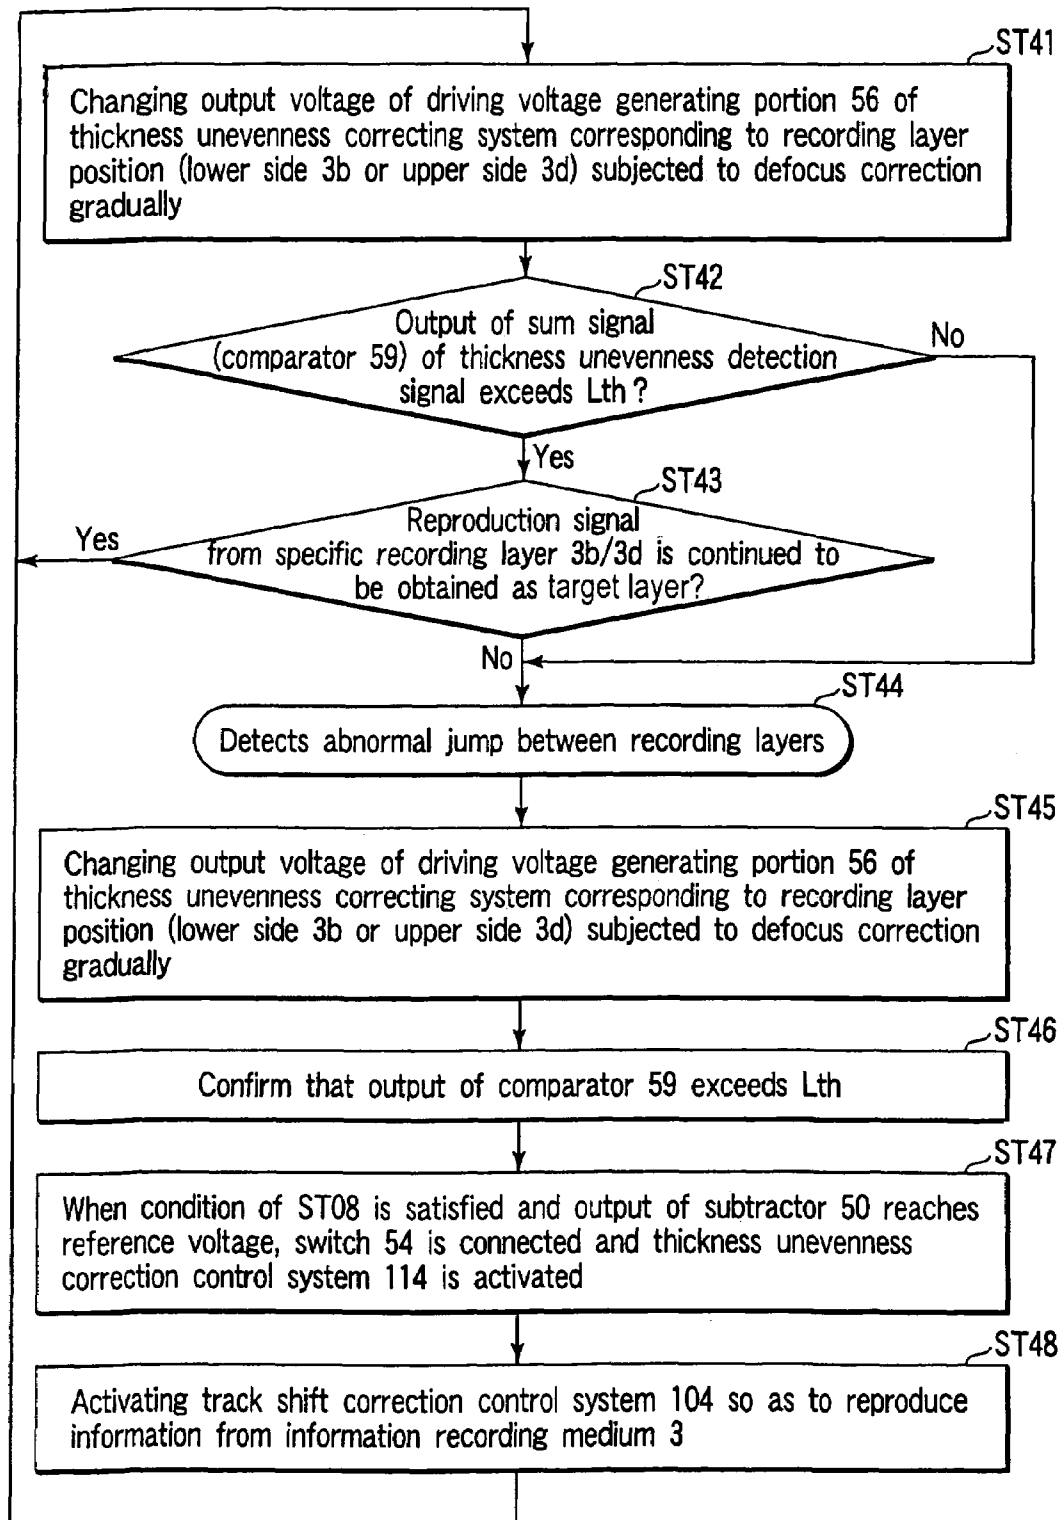 ST41
Changing output voltage of driving voltage generating portion 56 of
thickness unevenness correcting system corresponding to recording layer
position (lower side 3b or upper side 3d) subjected to defocus correction
gradually
ST42
Output of sum signal
(comparator 59) of thickness unevenness detection
signal exceeds Lth?
No
Yes
ST43
Reproduction signal
from specific recording layer 3b/3d is continued to
be obtained as target layer?
Yes
No
ST44
Detects abnormal jump between recording layers
ST45
Changing output voltage of driving voltage generating portion 56 of
thickness unevenness correcting system corresponding to recording layer
position (lower side 3b or upper side 3d) subjected to defocus correction
gradually
ST46
Confirm that output of comparator 59 exceeds Lth
ST47
When condition of ST08 is satisfied and output of subtractor 50 reaches
reference voltage, switch 54 is connected and thickness unevenness
correction control system 114 is activated
ST48
Activating track shift correction control system 104 so as to reproduce
information from information recording medium 3